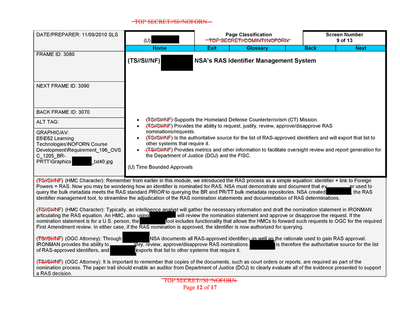 TOP SECRET//SI//NOFORN
DATE/PREPARER: 11/09/2010 SLS
Page Classification
Screen Number
(U)
TOP SECRET//COMINT//NOFORN
9 of 13
Home Exit Glossary Back Next
FRAME ID: 3080
(TS//SI//NF) NSA's RAS Identifier Management System
NEXT FRAME ID: 3090
BACK FRAME ID: 3070
ALT TAG:
GRAPHIC/AV:
E6\E62 Learning
Technologies\NOFORN Course
Development\Requirement_196_OVS
C_1205_BR-
PRTT\Graphics _bt40.jpg
• (TS//SI//NF) Supports the Homeland Defense Counterterrorism (CT) Mission.
• (TS//SI//NF) Provides the ability to request, justify, review, approve/disapprove RAS
nominations/requests.
• (TS//SI//NF) Is the authoritative source for the list of RAS-approved identifiers and will export that list to
other systems that require it.
• (TS//SI//NF) Provides metrics and other information to facilitate oversight review and report generation for
the Department of Justice (DOJ) and the FISC.
(U) Time Bounded Approvals
(TS//SI//NF) (HMC Character): Remember from earlier in this module, we introduced the RAS process as a simple equation: identifier + link to Foreign
Powers = RAS. Now you may be wondering how an identifier is nominated for RAS. NSA must demonstrate and document that e er used to
query the bulk metadata meets the RAS standard PRIOR to querying the BR and PR/TT bulk metadata repositories. NSA created , the RAS
identifier management tool, to streamline the adjudication of the RAS nomination statements and documentation of RAS determinations.
(TS//SI//NF) (HMC Character): Typically, an intelligence analyst will gather the necessary information and draft the nomination statement in IRONMAN
articulating the RAS equation. An HMC, also using will review the nomination statement and approve or disapprove the request. If the
nomination statement is for a U.S. person, the tool includes functionality that allows the HMCs to forward such requests to OGC for the required
First Amendment review. In either case, if the RAS nomination is approved, the identifier is now authorized for querying.
(TS//SI//NF) (OGC Attorney): Through NSA documents all RAS-approved identifiers as well as the rationale used to gain RAS approval.
IRONMAN provides the ability to stify, review, approve/disapprove RAS nominations. is therefore the authoritative source for the list
of RAS-approved identifiers, and exports that list to other systems that require it.
(TS//SI//NF) (OGC Attorney): It is important to remember that copies of the documents, such as court orders or reports, are required as part of the
nomination process. The paper trail should enable an auditor from Department of Justice (DOJ) to clearly evaluate all of the evidence presented to support
a RAS decision.
TOP SECRET//SI//NOFORN
Page 12 of 17